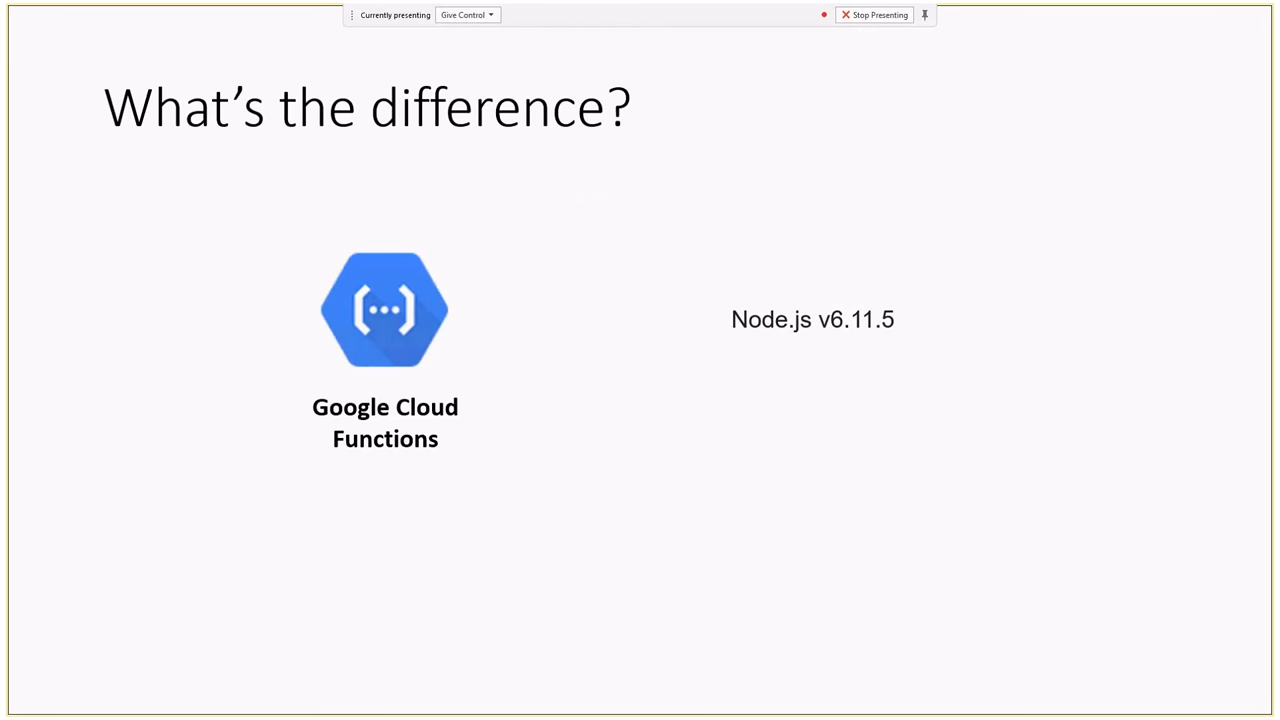 Currently presenting Give Control Stop Presenting
What's the difference?
Node.js v6.11.5
Google Cloud
Functions